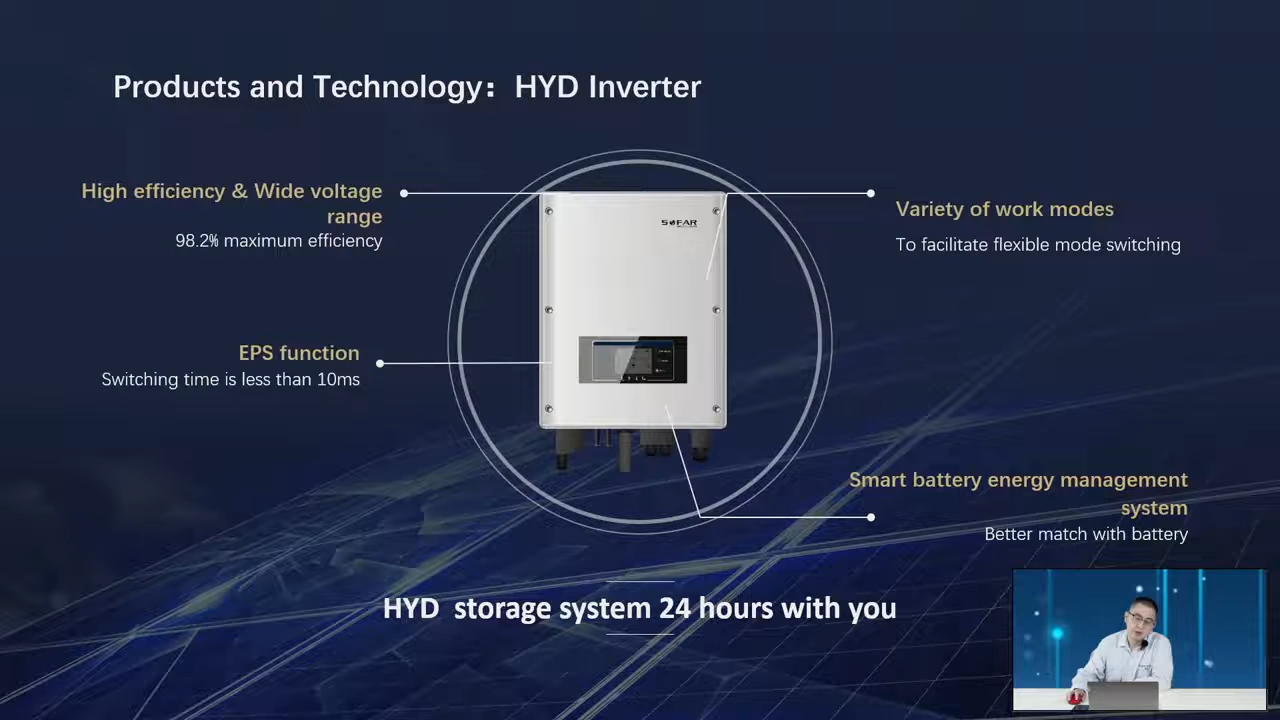 Products and Technology： HYD Inverter
High efficiency & Wide voltage
range
98.2% maximum efficiency
EPS function
Switching time is less than 10ms
SOFAR
Variety of work modes
To facilitate flexible mode switching
Smart battery energy management
system
Better match with battery
HYD storage system 24 hours with you